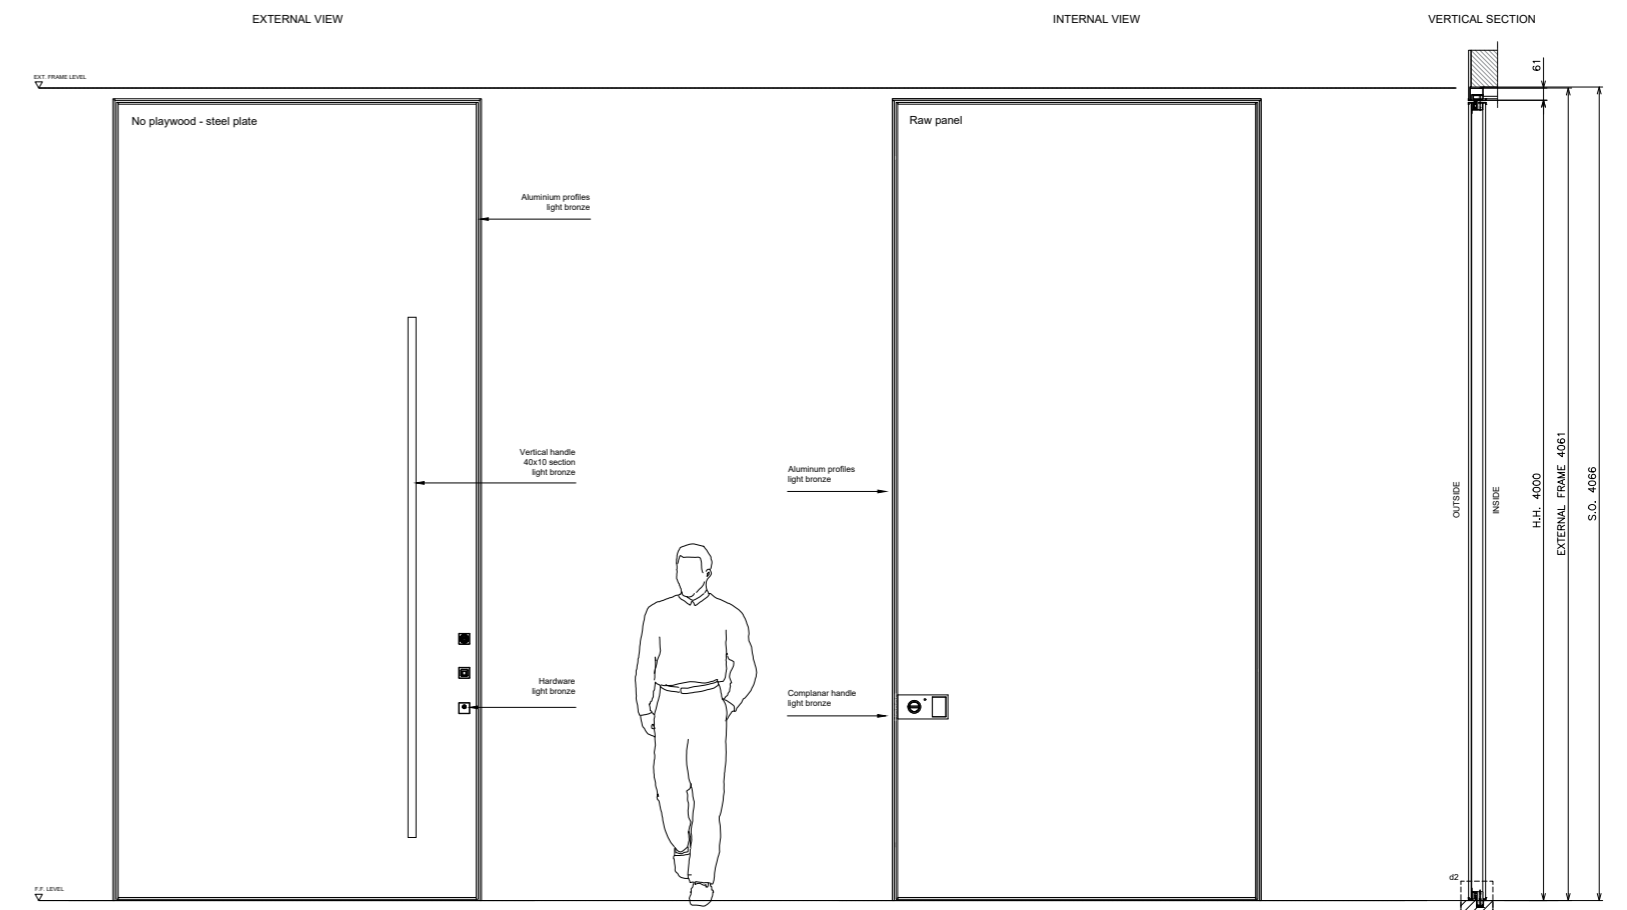 EXTERNAL VIEW
INTERNAL VIEW
VERTICAL SECTION
EXT. FRAME LEVEL
61
No playwood - steel plate
Raw panel
Aluminium profiles
light bronze
Vertical handle
40x10 section
light bronze
Aluminum profiles
light bronze
OUTSIDE
INSIDE
H.H. 4000
EXTERNAL FRAME 4061
S.O. 4066
Hardware
light bronze
Complanar handle
light bronze
d2
F.F. LEVEL